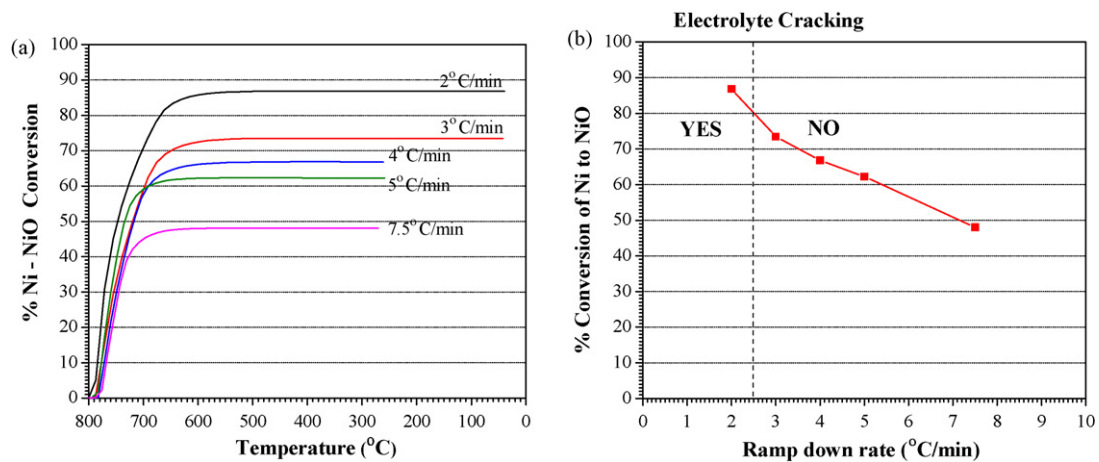 (a)
% Ni - NiO Conversion
100
90
80
70
60
50
40
30
20
10
0
2°C/min
3°C/min
4°C/min
5°C/min
7.5°C/min
800 700 600 500 400 300 200 100 0
Temperature (°C)
Electrolyte Cracking
(b)
% Conversion of Ni to NiO
100
90
80
70
60
50
40
30
20
10
0
YES NO
0 1 2 3 4 5 6 7 8 9 10
Ramp down rate (°C/min)